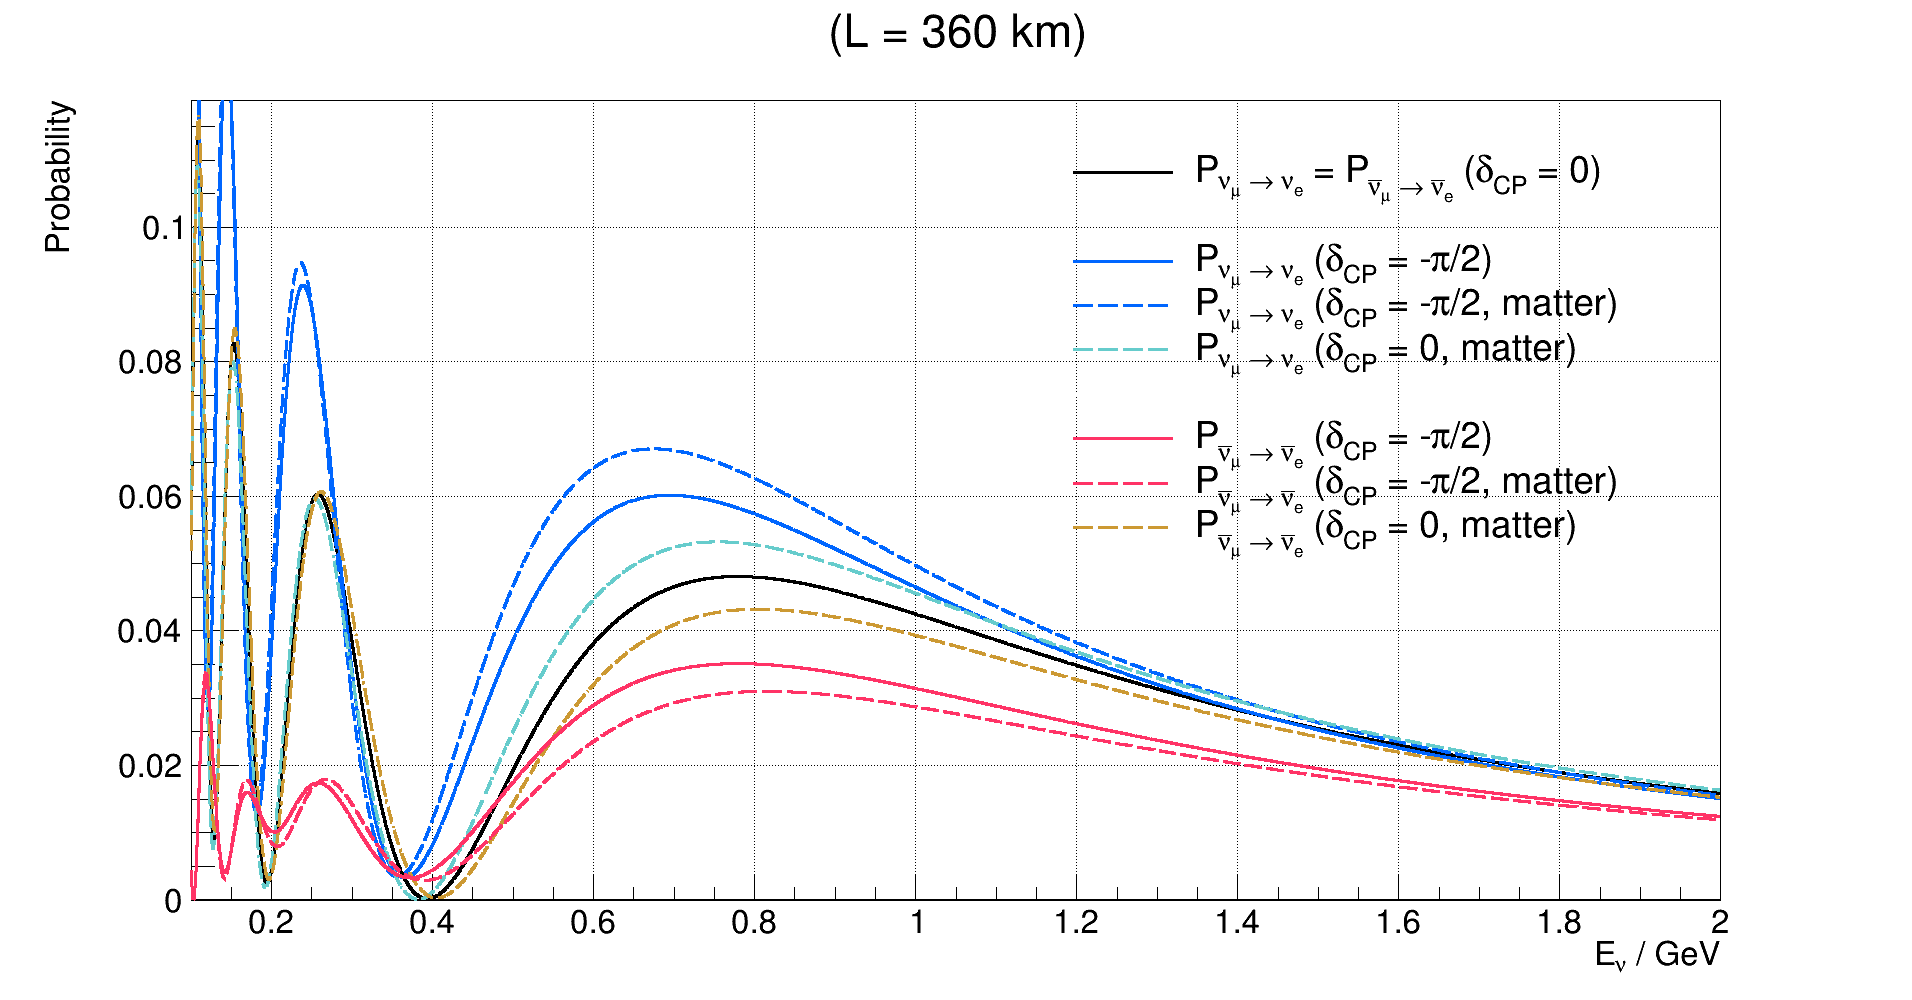 (L = 360 km)
Probability
P_{ν_μ → ν_e} = P_{ν̅_μ → ν̅_e} (δ_CP = 0)
P_{ν_μ → ν_e} (δ_CP = -π/2)
P_{ν_μ → ν_e} (δ_CP = -π/2, matter)
P_{ν_μ → ν_e} (δ_CP = 0, matter)
P_{ν̅_μ → ν̅_e} (δ_CP = -π/2)
P_{ν̅_μ → ν̅_e} (δ_CP = -π/2, matter)
P_{ν̅_μ → ν̅_e} (δ_CP = 0, matter)
0.1
0.08
0.06
0.04
0.02
0
0.2 0.4 0.6 0.8 1 1.2 1.4 1.6 1.8 2
E_ν / GeV